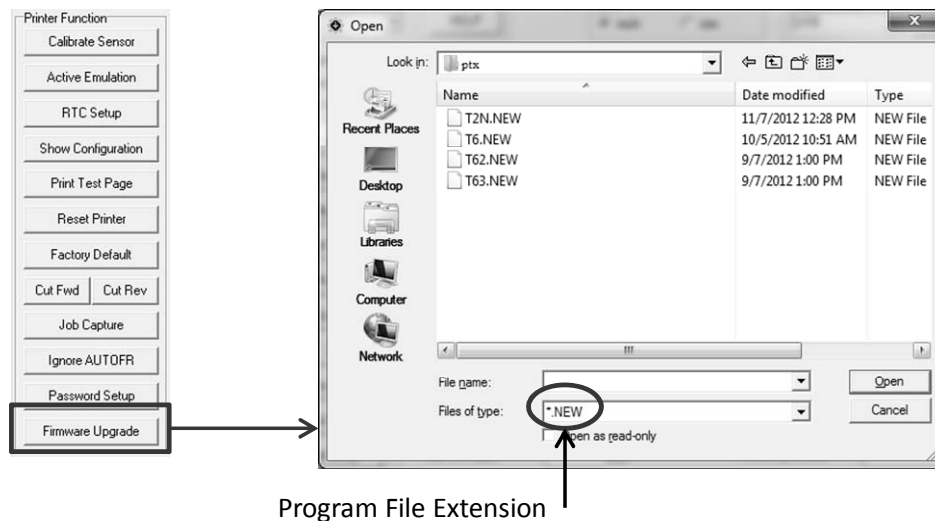 Printer Function
Calibrate Sensor
Active Emulation
RTC Setup
Show Configuration
Print Test Page
Reset Printer
Factory Default
Cut Fwd Cut Rev
Job Capture
Ignore AUTOFR
Password Setup
Firmware Upgrade
Open
Look in: ptx
Name Date modified Type
T2N.NEW 11/7/2012 12:28 PM NEW File
T6.NEW 10/5/2012 10:51 AM NEW File
T62.NEW 9/7/2012 1:00 PM NEW File
T63.NEW 9/7/2012 1:00 PM NEW File
Recent Places
Desktop
Libraries
Computer
Network
File name:
Open
Files of type: *.NEW
Cancel
Open as read-only
Program File Extension